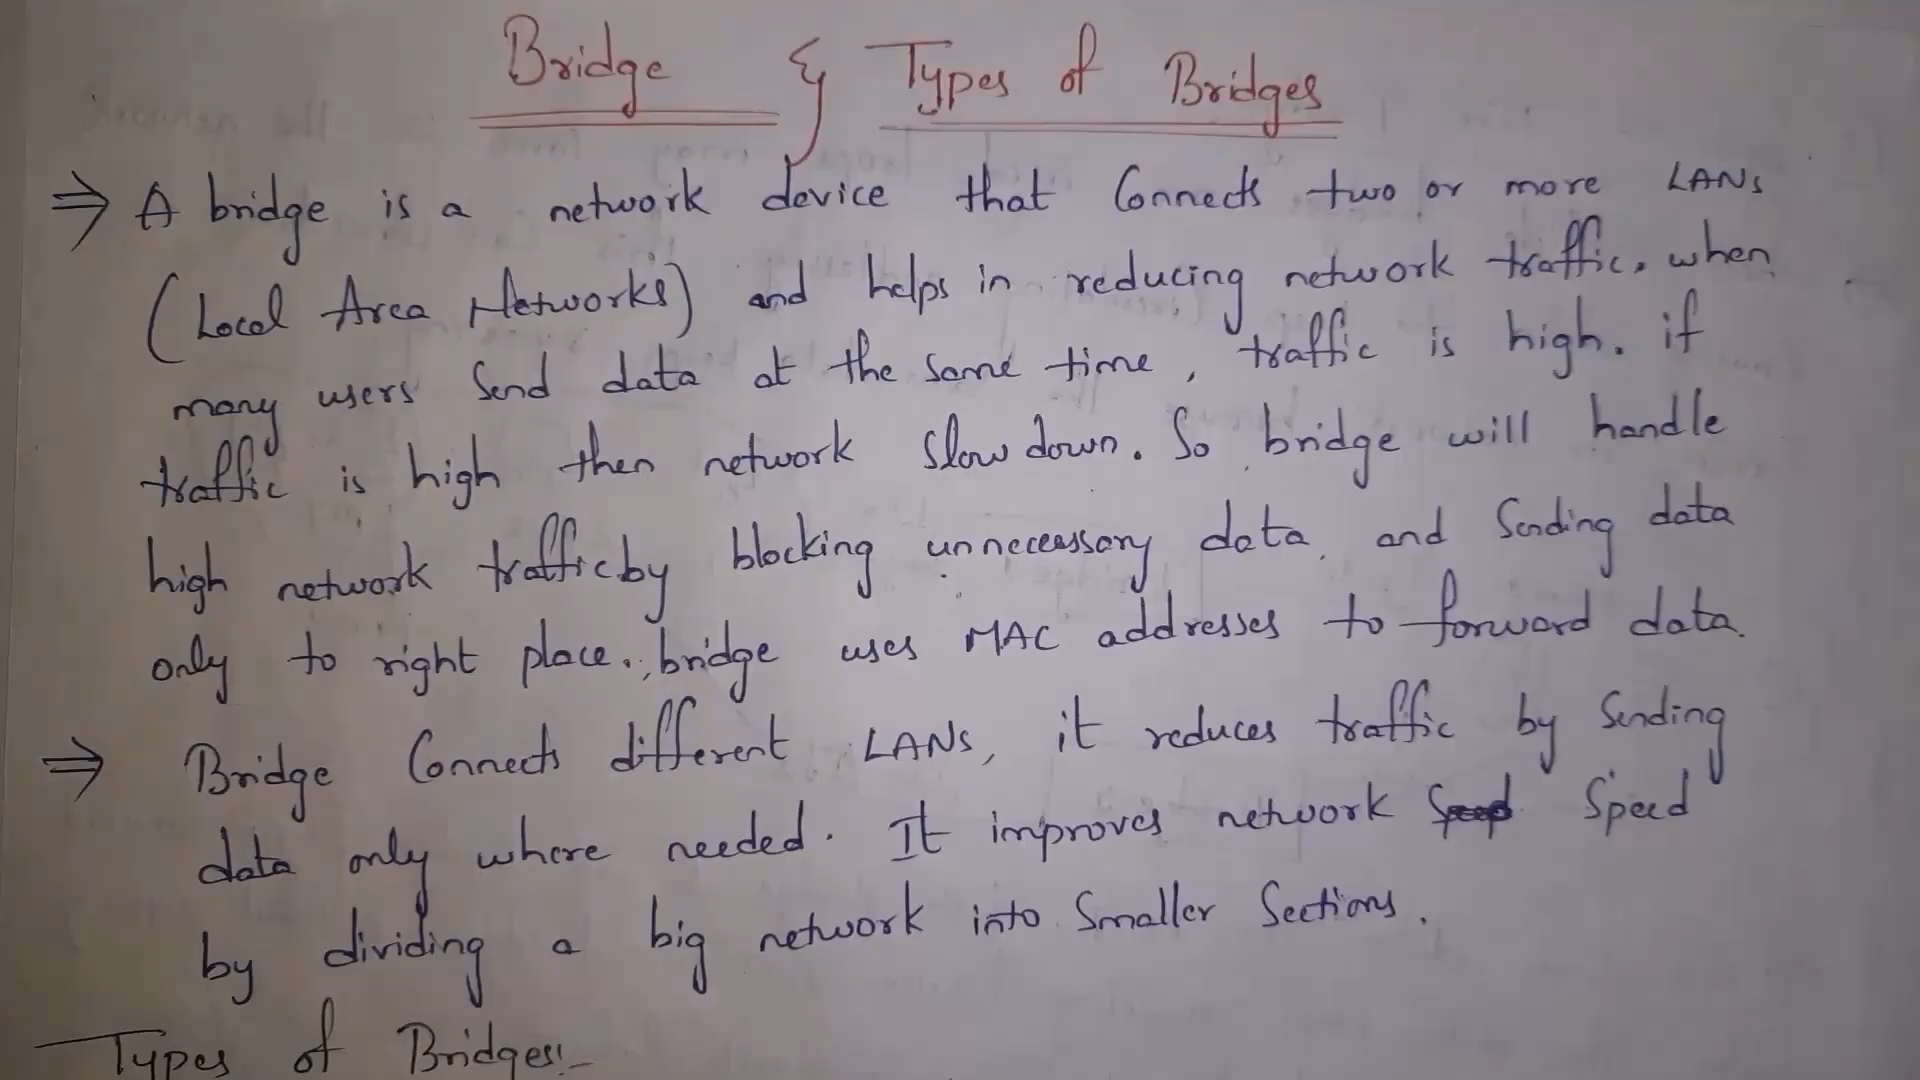 Bridge & Types of Bridges
⇒ A bridge is a network device that Connects two or more LANs
(Local Area Networks) and helps in reducing network traffic. when
many users Send data at the same time, traffic is high. if
traffic is high then network Slow down. So bridge will handle
high network traffic by blocking unnecessary data and Sending data
only to right place. bridge uses MAC addresses to forward data.
⇒ Bridge Connects different LANs, it reduces traffic by Sending
data only where needed. It improves network Speed
by dividing a big network into Smaller Sections.
Types of Bridges:-